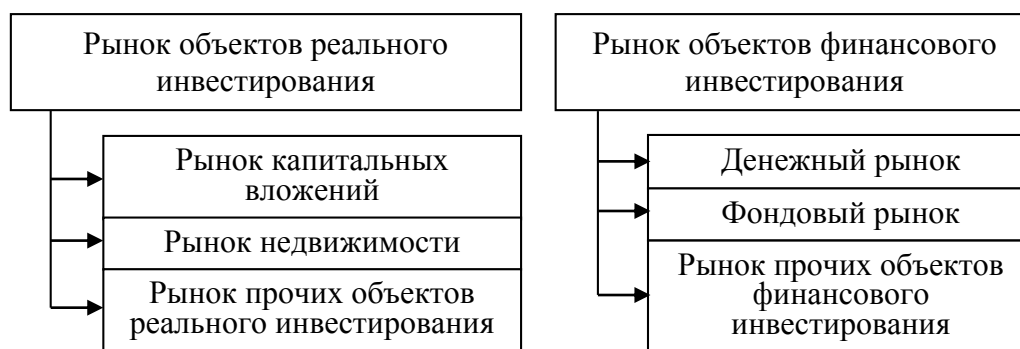 Рынок объектов реального
инвестирования
Рынок капитальных
вложений
Рынок недвижимости
Рынок прочих объектов
реального инвестирования
Рынок объектов финансового
инвестирования
Денежный рынок
Фондовый рынок
Рынок прочих объектов
финансового
инвестирования